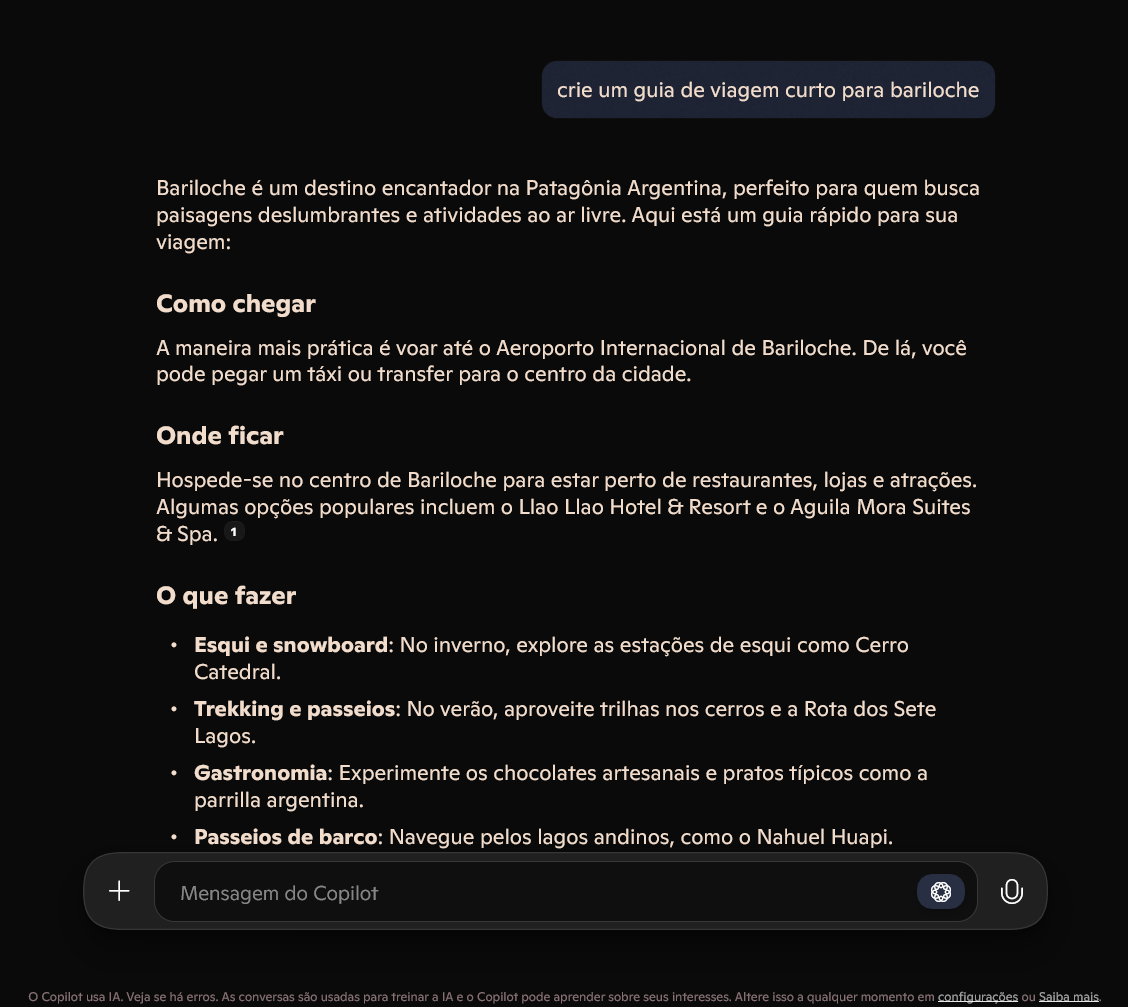 crie um guia de viagem curto para bariloche
Bariloche é um destino encantador na Patagônia Argentina, perfeito para quem busca
paisagens deslumbrantes e atividades ao ar livre. Aqui está um guia rápido para sua
viagem:
Como chegar
A maneira mais prática é voar até o Aeroporto Internacional de Bariloche. De lá, você
pode pegar um táxi ou transfer para o centro da cidade.
Onde ficar
Hospede-se no centro de Bariloche para estar perto de restaurantes, lojas e atrações.
Algumas opções populares incluem o Llao Llao Hotel & Resort e o Aguila Mora Suites
& Spa. 1
O que fazer
• Esqui e snowboard: No inverno, explore as estações de esqui como Cerro
Catedral.
• Trekking e passeios: No verão, aproveite trilhas nos cerros e a Rota dos Sete
Lagos.
• Gastronomia: Experimente os chocolates artesanais e pratos típicos como a
parrilla argentina.
• Passeios de barco: Navegue pelos lagos andinos, como o Nahuel Huapi.
Mensagem do Copilot
O Copilot usa IA. Veja se há erros. As conversas são usadas para treinar a IA e o Copilot pode aprender sobre seus interesses. Altere isso a qualquer momento em configurações ou Saiba mais.